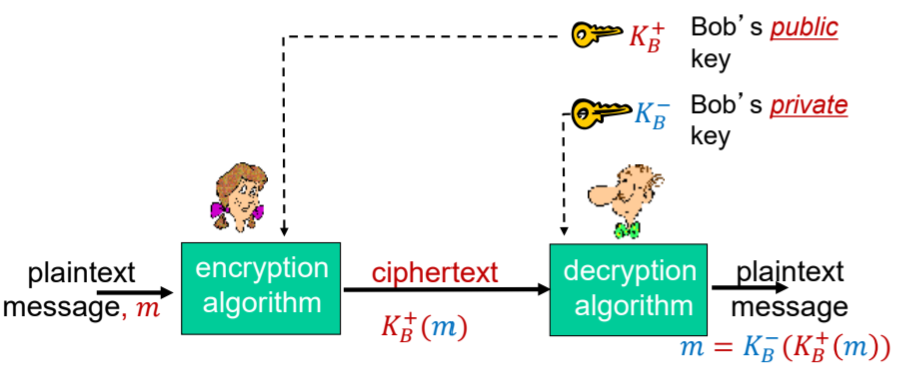 K_B^+ Bob's public
key
K_B^- Bob's private
key
plaintext
message, m
encryption
algorithm
ciphertext
K_B^+(m)
decryption
algorithm
plaintext
message
m = K_B^-(K_B^+(m))